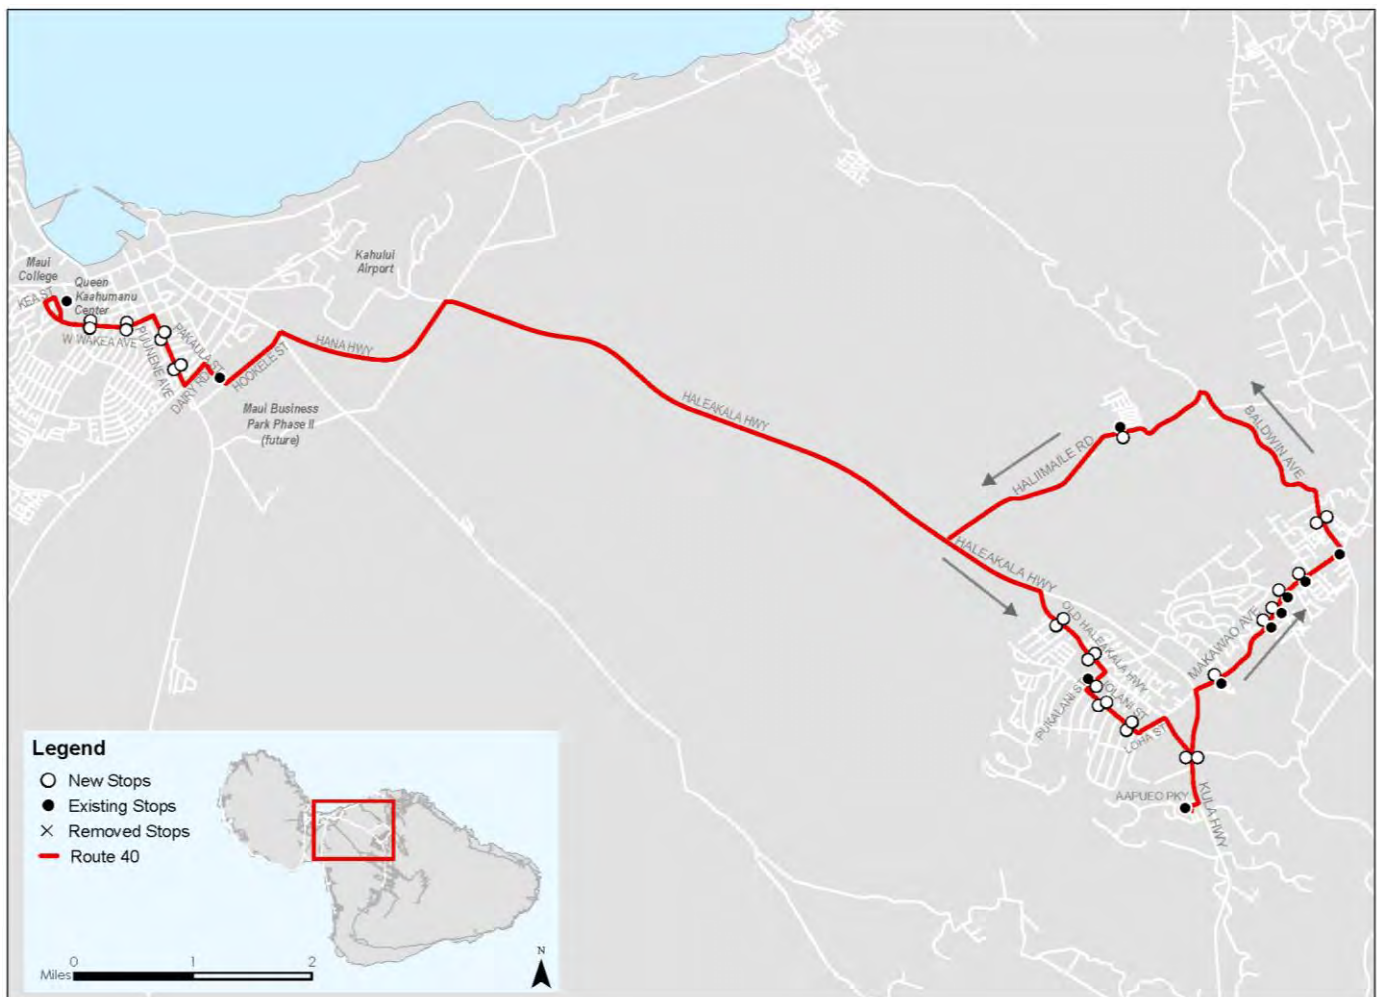 Maui
College
KEA ST
Queen
Kaahumanu
Center
W WAKEA AVE
PUUNENE AVE
PAKAULA ST
DAIRY RD
HOOKELE ST
Kahului
Airport
HANA HWY
Maui Business
Park Phase II
(future)
HALEAKALA HWY
HALIIMAILE RD
BALDWIN AVE
HALEAKALA HWY
OLD HALEAKALA HWY
MAKAWAO AVE
PUKALANI ST
IOLANI ST
LOHA ST
AAPUEO PKY
KULA HWY
Legend
New Stops
Existing Stops
Removed Stops
Route 40
N
0 1 2
Miles